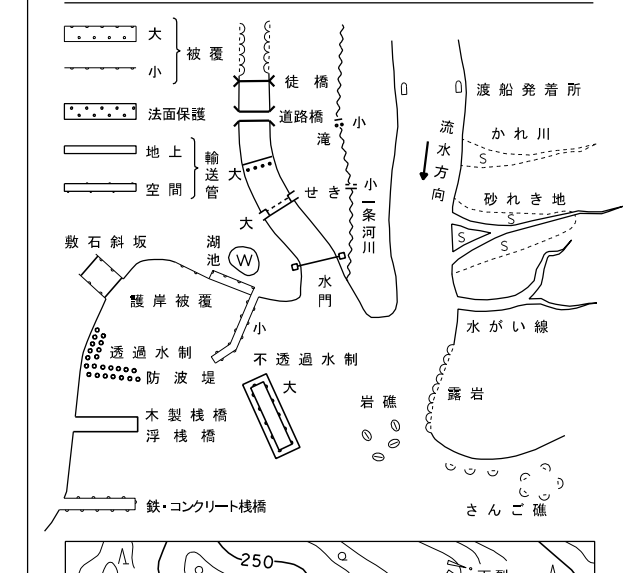 大
被覆
小
徒橋
渡船発着所
法面保護
道路橋
小
滝
流水方向
かれ川
S
地上
輸送管
空間
大
せき
小
一条河川
砂れき地
S
大
S
S
敷石斜坂
湖池
W
水門
護岸被覆
小
水がい線
透過水制
不透過水制
防波堤
大
岩礁
露岩
木製桟橋
浮桟橋
鉄・コンクリート桟橋
さんご礁
250